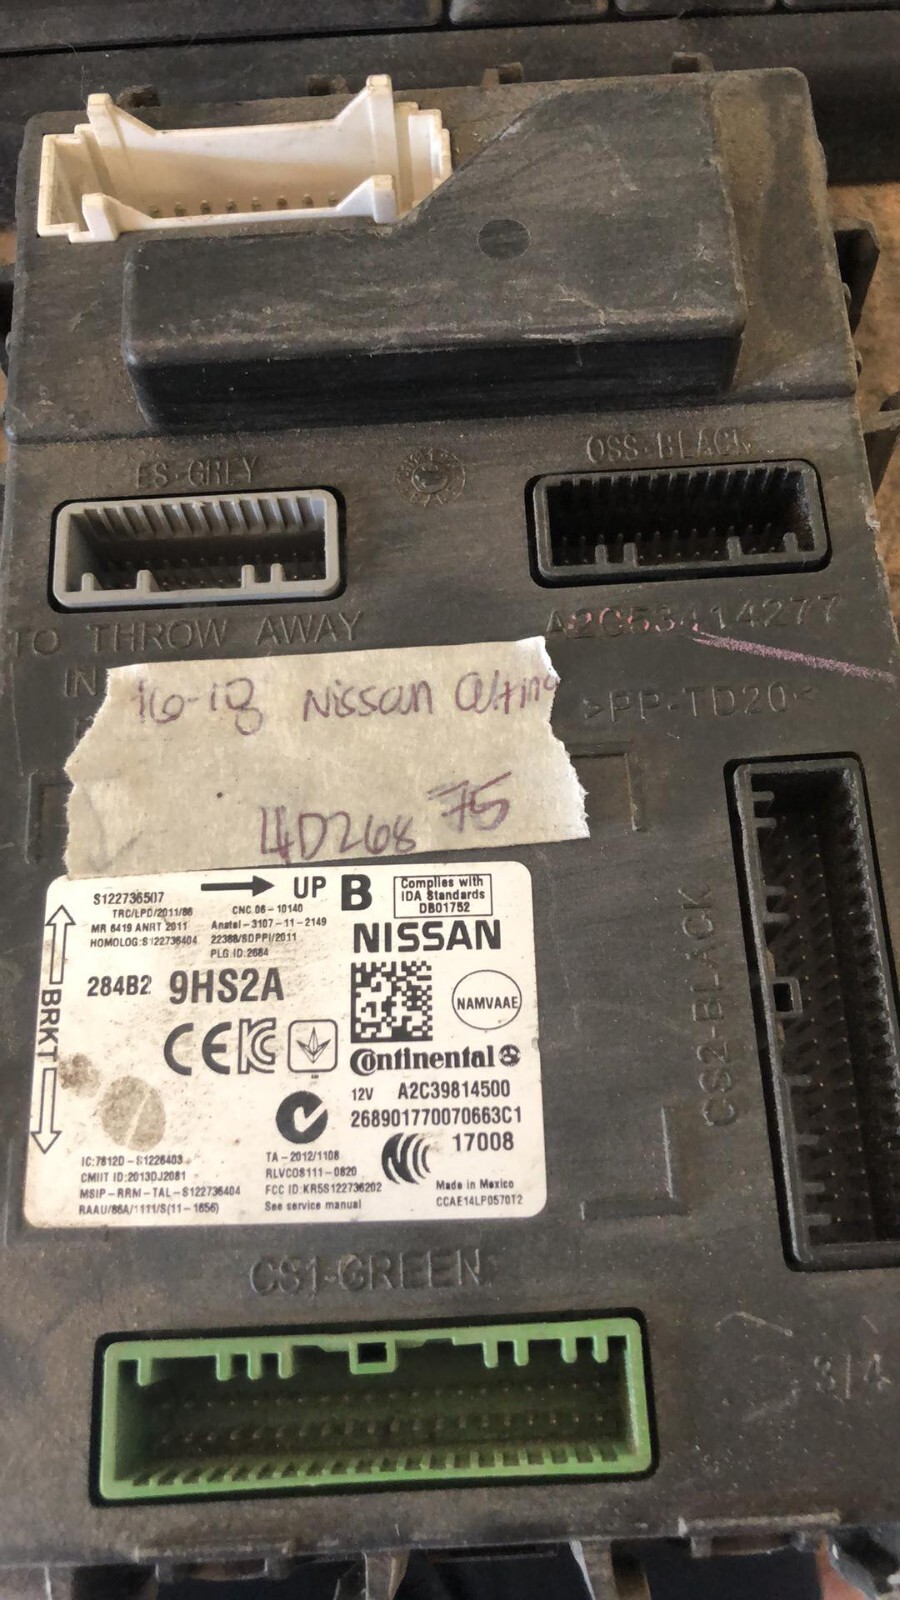 ES-GREY
OSS-BLACK
TO THROW AWAY
IN
A2C53414277
>PP-TD20<
16-18 Nissan Altima
4D268 75
S122736507
UP B
Complies with
IDA Standards
DB01752
TRC/LPD/2011/86
CNC 06-10140
MR 6419 ANRT 2011
Anatel-3107-11-2149
HOMOLOG:S122736404
22388/SDPPI/2011
PLG.ID:2684
NISSAN
284B2 9HS2A
NAMVAAE
BRKT
CE
Continental
12V A2C39814500
268901770070663C1
17008
IC:7812D-S1226403
TA-2012/1108
CMIIT ID:2013DJ2081
RLVCOS111-0820
MSIP-RRM-TAL-S122736404
FCC ID:KR5S122736202
Made in Mexico
RAAU/86A/1111/S(11-1656)
See service manual
CCAE14LP0570T2
CS2-BLACK
CS1-GREEN
3/4